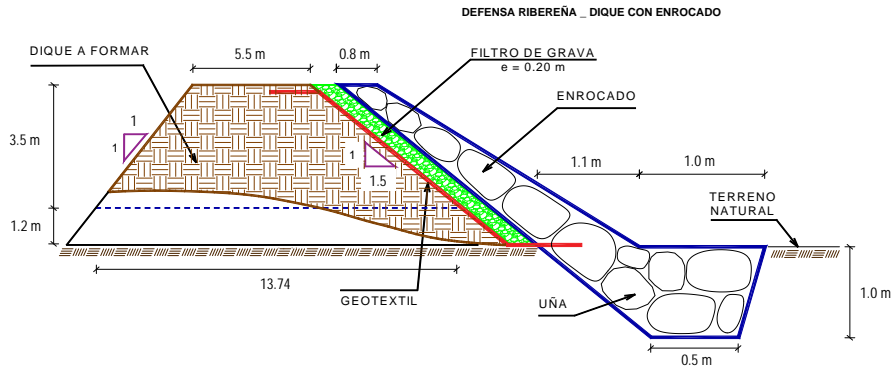 DEFENSA RIBEREÑA _ DIQUE CON ENROCADO
DIQUE A FORMAR
5.5 m
0.8 m
FILTRO DE GRAVA
e = 0.20 m
ENROCADO
3.5 m
1
1
1
1.5
1.1 m
1.0 m
TERRENO
NATURAL
1.2 m
13.74
GEOTEXTIL
UÑA
1.0 m
0.5 m